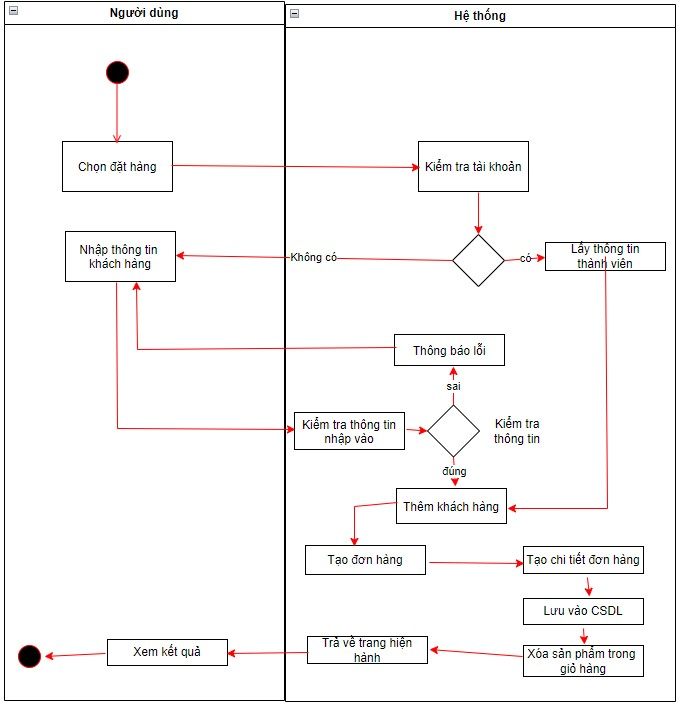 Người dùng
Hệ thống
Chọn đặt hàng
Kiểm tra tài khoản
Nhập thông tin
khách hàng
Không có
có
Lấy thông tin
thành viên
Thông báo lỗi
sai
Kiểm tra thông tin
nhập vào
Kiểm tra
thông tin
đúng
Thêm khách hàng
Tạo đơn hàng
Tạo chi tiết đơn hàng
Lưu vào CSDL
Xem kết quả
Trả về trang hiện
hành
Xóa sản phẩm trong
giỏ hàng